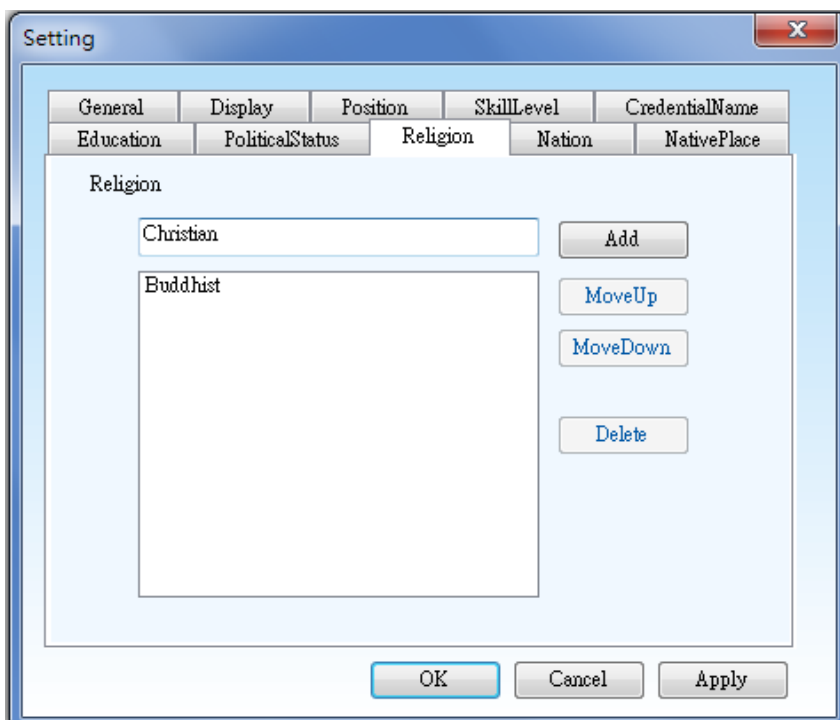 Setting
General Display Position SkillLevel CredentialName
Education PoliticalStatus Religion Nation NativePlace
Religion
Christian Add
Buddhist MoveUp
MoveDown
Delete
OK Cancel Apply